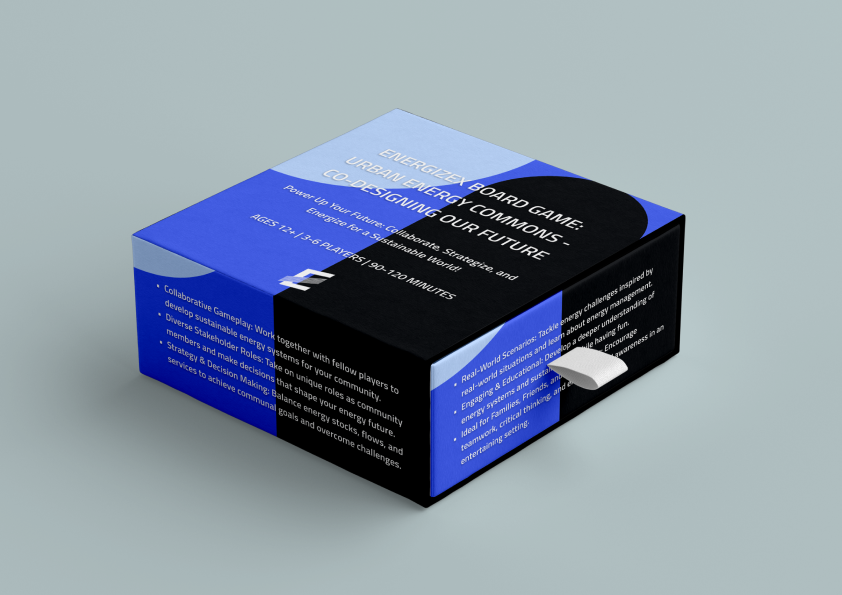 ENERGIZEX BOARD GAME:
URBAN ENERGY COMMONS -
CO-DESIGNING OUR FUTURE
Power Up Your Future: Collaborate, Strategize, and
Energize for a Sustainable World!
AGES 12+ | 3-6 PLAYERS | 90-120 MINUTES
E
• Collaborative Gameplay: Work together with fellow players to
develop sustainable energy systems for your community.
• Diverse Stakeholder Roles: Take on unique roles as community
members and make decisions that shape your energy future.
• Strategy & Decision Making: Balance energy stocks, flows, and
services to achieve communal goals and overcome challenges.
• Real-World Scenarios: Tackle energy challenges inspired by
real-world situations and learn about energy management.
• Engaging & Educational: Develop a deeper understanding of
energy systems and having fun.
• Ideal for Families, Friends, Encourage
teamwork, critical thinking, and awareness in an
entertaining setting.